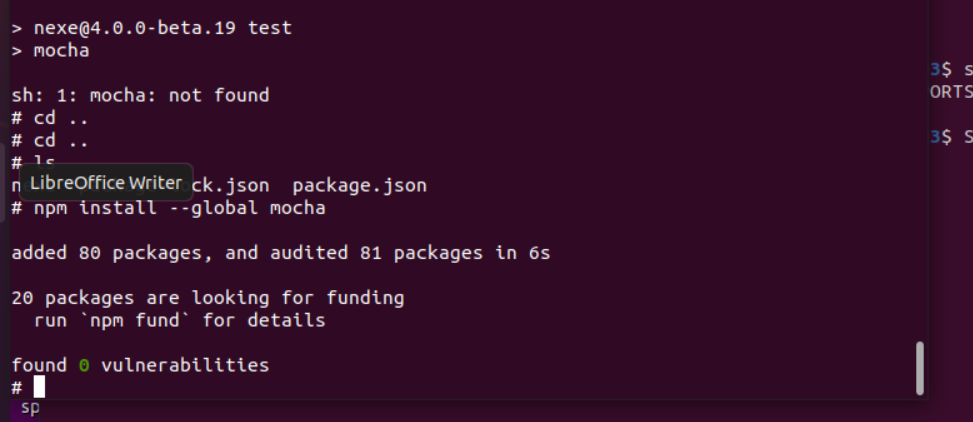 > nexe@4.0.0-beta.19 test
> mocha
sh: 1: mocha: not found
# cd ..
# cd ..
# ls
LibreOffice Writer
ck.json  package.json
# npm install --global mocha
added 80 packages, and audited 81 packages in 6s
20 packages are looking for funding
run `npm fund` for details
found 0 vulnerabilities
#
sp
3$ s
ORTS
3$ S